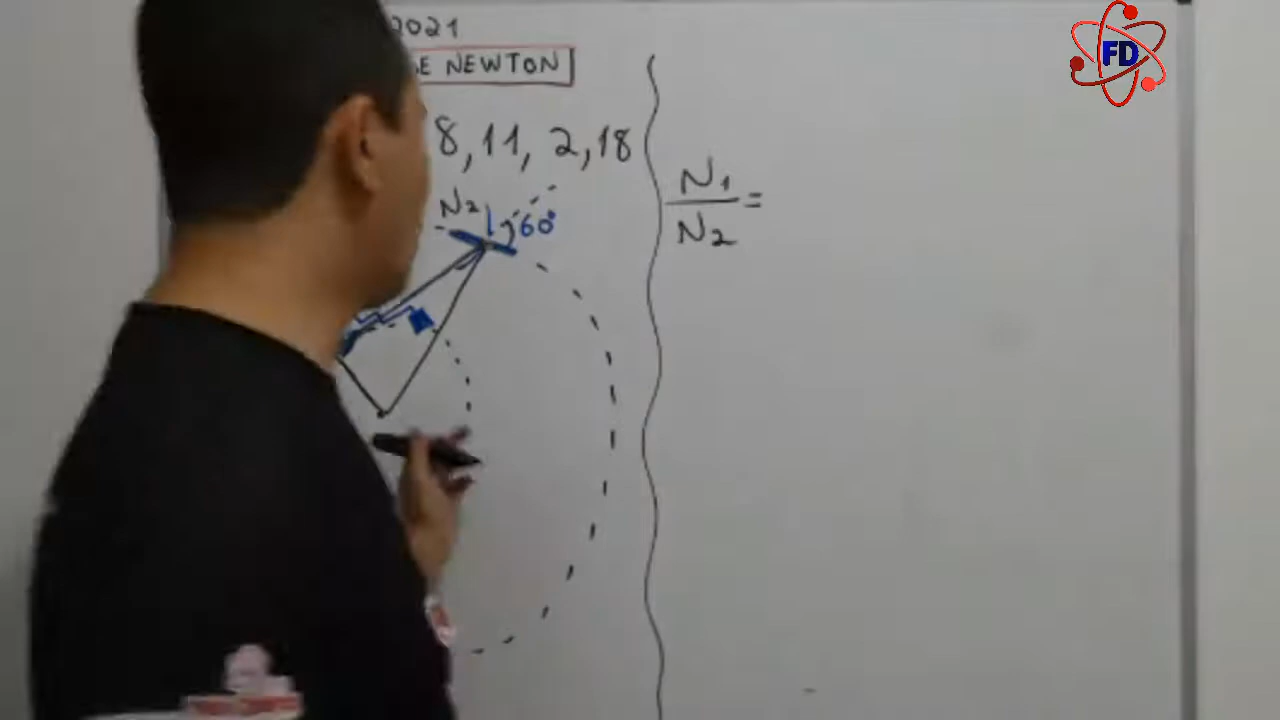 2021
E NEWTON
8, 11, 2, 18
N2
60°
N1
N2
=
FD